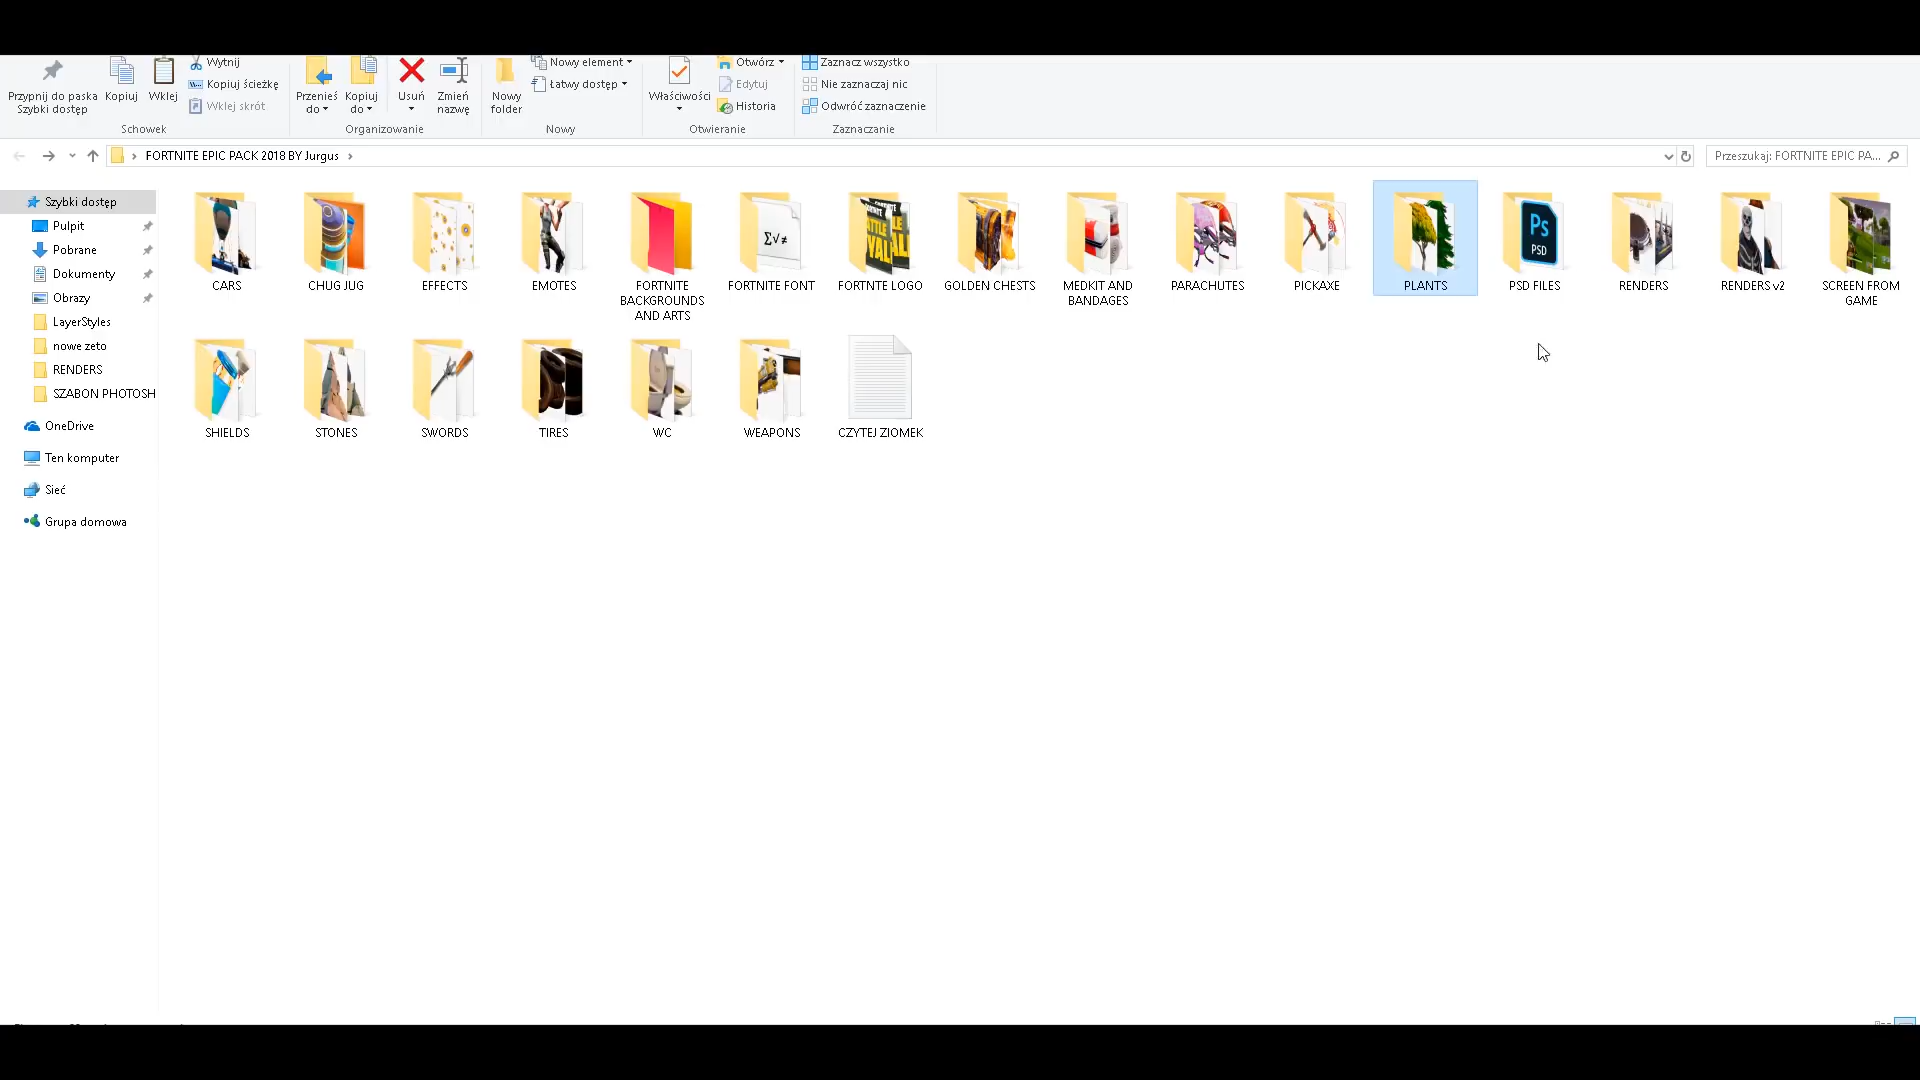 Wytnij
Kopiuj ścieżkę
Wklej skrót
Przypnij do paska
Szybki dostęp
Kopiuj
Wklej
Schowek
Przenieś
do
Kopiuj
do
Usuń
Zmień
nazwę
Organizowanie
Nowy
folder
Nowy element
Łatwy dostęp
Nowy
Właściwości
Otwórz
Edytuj
Historia
Otwieranie
Zaznacz wszystko
Nie zaznaczaj nic
Odwróć zaznaczenie
Zaznaczanie
FORTNITE EPIC PACK 2018 BY Jurgus
Przeszukaj: FORTNITE EPIC PA...
Szybki dostęp
Pulpit
Pobrane
Dokumenty
Obrazy
LayerStyles
nowe zeto
RENDERS
SZABON PHOTOSH
OneDrive
Ten komputer
Sieć
Grupa domowa
CARS
CHUG JUG
EFFECTS
EMOTES
FORTNITE
BACKGROUNDS
AND ARTS
Σ√≠
FORTNITE FONT
FORTNTE LOGO
GOLDEN CHESTS
MEDKIT AND
BANDAGES
PARACHUTES
PICKAXE
PLANTS
Ps
PSD
PSD FILES
RENDERS
RENDERS v2
SCREEN FROM
GAME
SHIELDS
STONES
SWORDS
TIRES
WC
WEAPONS
CZYTEJ ZIOMEK